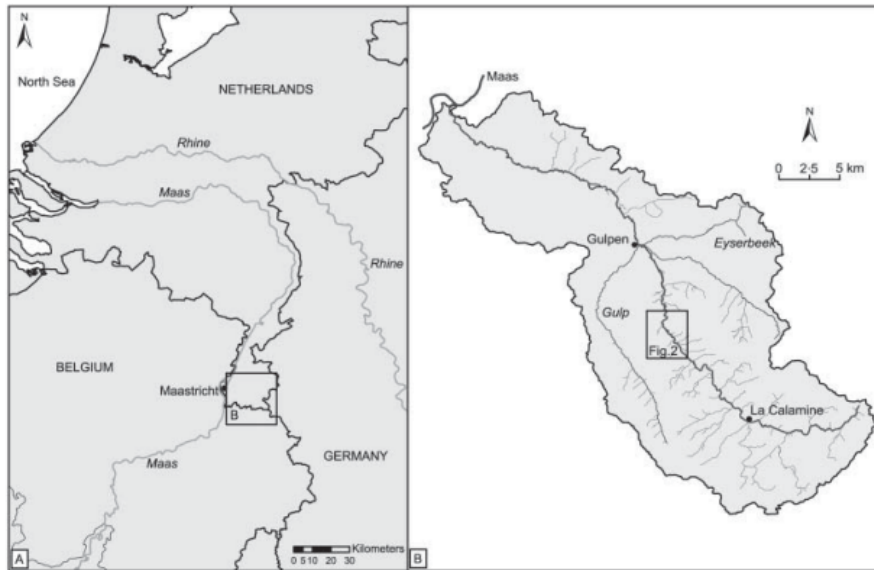 N
North Sea
NETHERLANDS
Rhine
Maas
Rhine
BELGIUM
Maastricht
B
Maas
GERMANY
Kilometers
0 5 10 20 30
A
Maas
N
0 2·5 5 km
Gulpen
Eyserbeek
Gulp
Fig.2
La Calamine
B